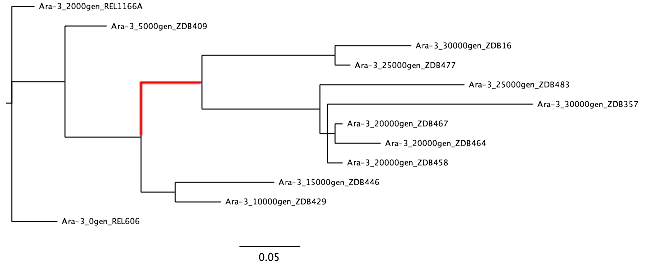 Ara-3_2000gen_REL1166A
Ara-3_5000gen_ZDB409
Ara-3_30000gen_ZDB16
Ara-3_25000gen_ZDB477
Ara-3_25000gen_ZDB483
Ara-3_30000gen_ZDB357
Ara-3_20000gen_ZDB467
Ara-3_20000gen_ZDB464
Ara-3_20000gen_ZDB458
Ara-3_15000gen_ZDB446
Ara-3_10000gen_ZDB429
Ara-3_0gen_REL606
0.05